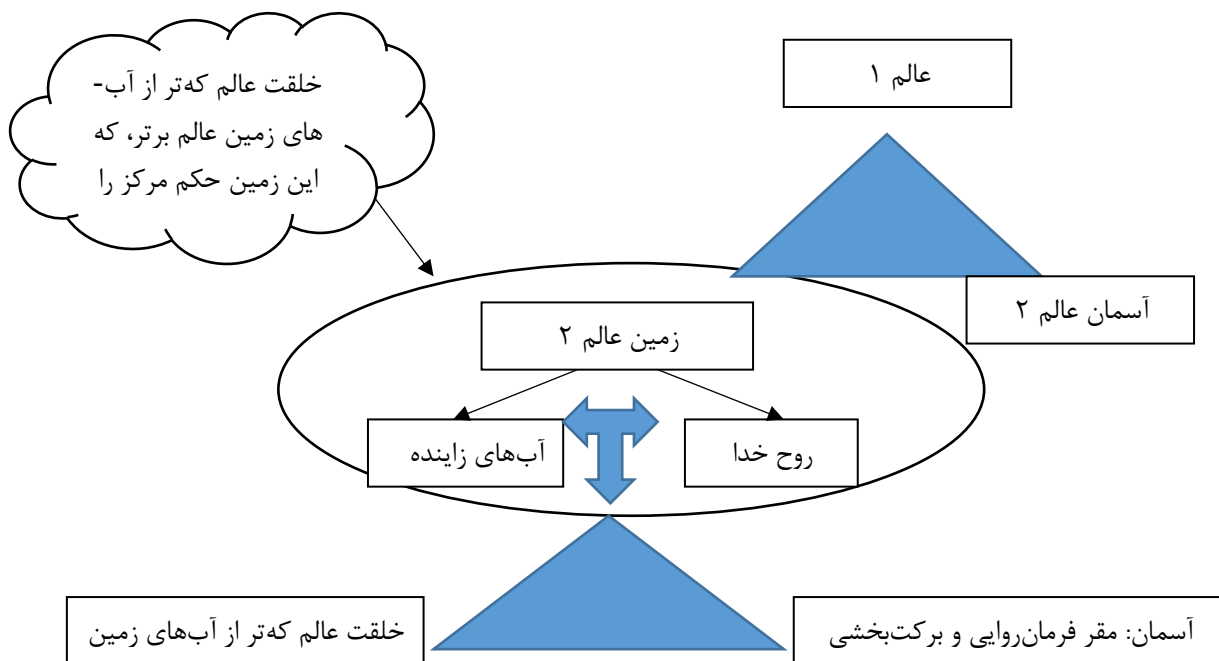 خلقت عالم که‌تر از آب-
های زمین عالم برتر، که
این زمین حکم مرکز را
عالم ۱
آسمان عالم ۲
زمین عالم ۲
روح خدا
آب‌های زاینده
آسمان: مقر فرمان‌روایی و برکت‌بخشی
خلقت عالم که‌تر از آب‌های زمین